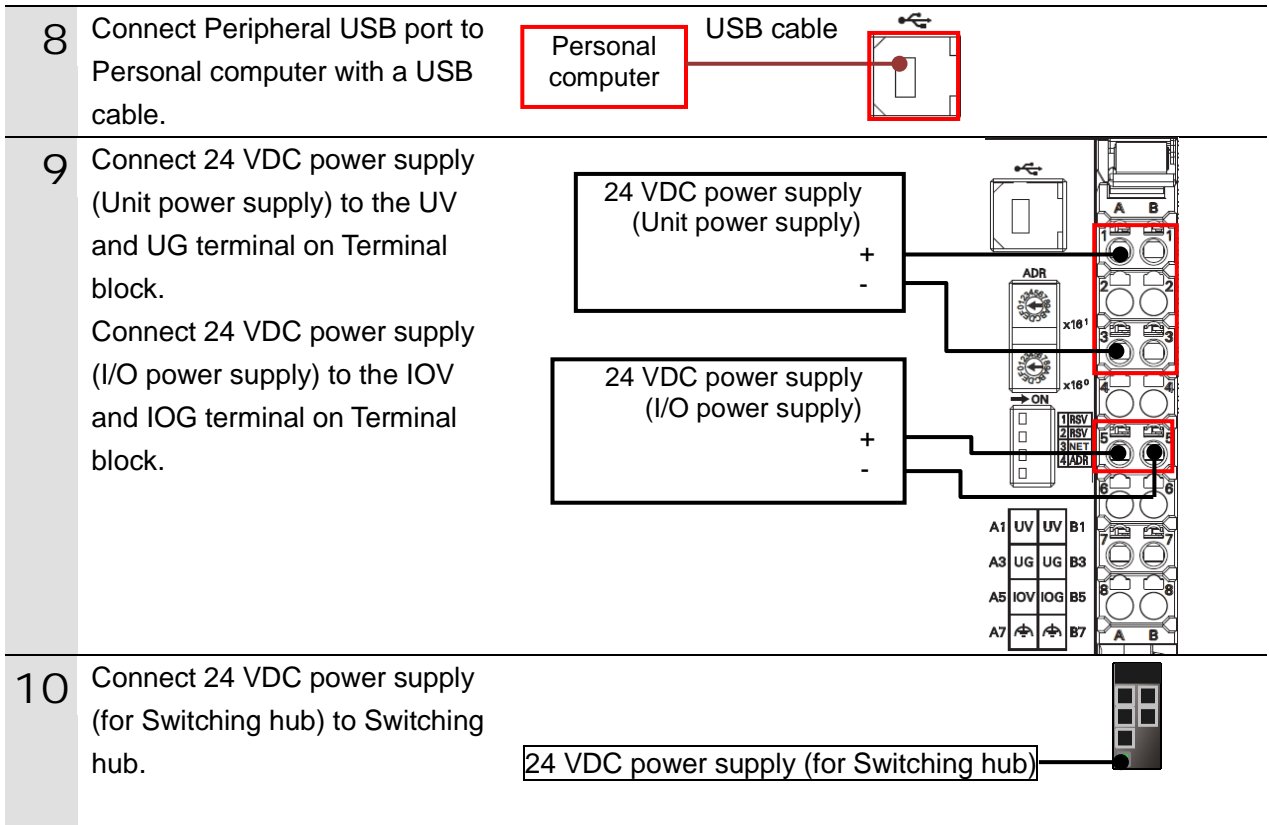 8
Connect Peripheral USB port to
Personal computer with a USB
cable.
Personal
computer
USB cable
9
Connect 24 VDC power supply
(Unit power supply) to the UV
and UG terminal on Terminal
block.
Connect 24 VDC power supply
(I/O power supply) to the IOV
and IOG terminal on Terminal
block.
24 VDC power supply
(Unit power supply)
+
-
24 VDC power supply
(I/O power supply)
+
-
A B
1 1
2 2
3 3
4 4
5 5
6 6
7 7
8 8
A B
ADR
x16¹
x16⁰
→ ON
1 RSV
2 RSV
3 NET
4 ADR
A1 UV UV B1
A3 UG UG B3
A5 IOV IOG B5
A7 B7
10
Connect 24 VDC power supply
(for Switching hub) to Switching
hub.
24 VDC power supply (for Switching hub)